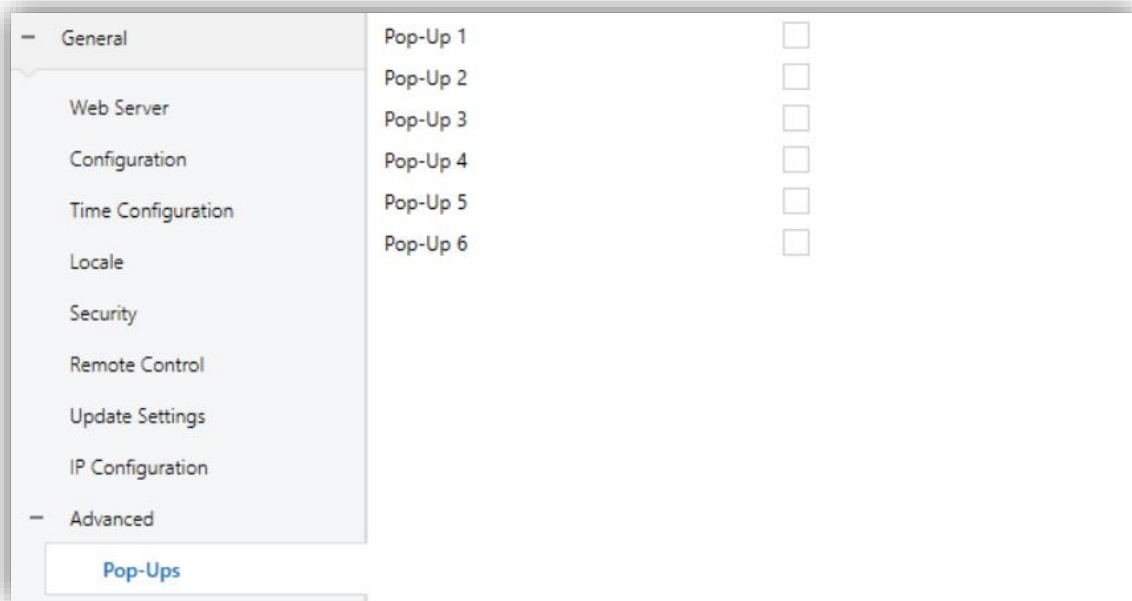 General
Web Server
Configuration
Time Configuration
Locale
Security
Remote Control
Update Settings
IP Configuration
Advanced
Pop-Ups
Pop-Up 1
Pop-Up 2
Pop-Up 3
Pop-Up 4
Pop-Up 5
Pop-Up 6